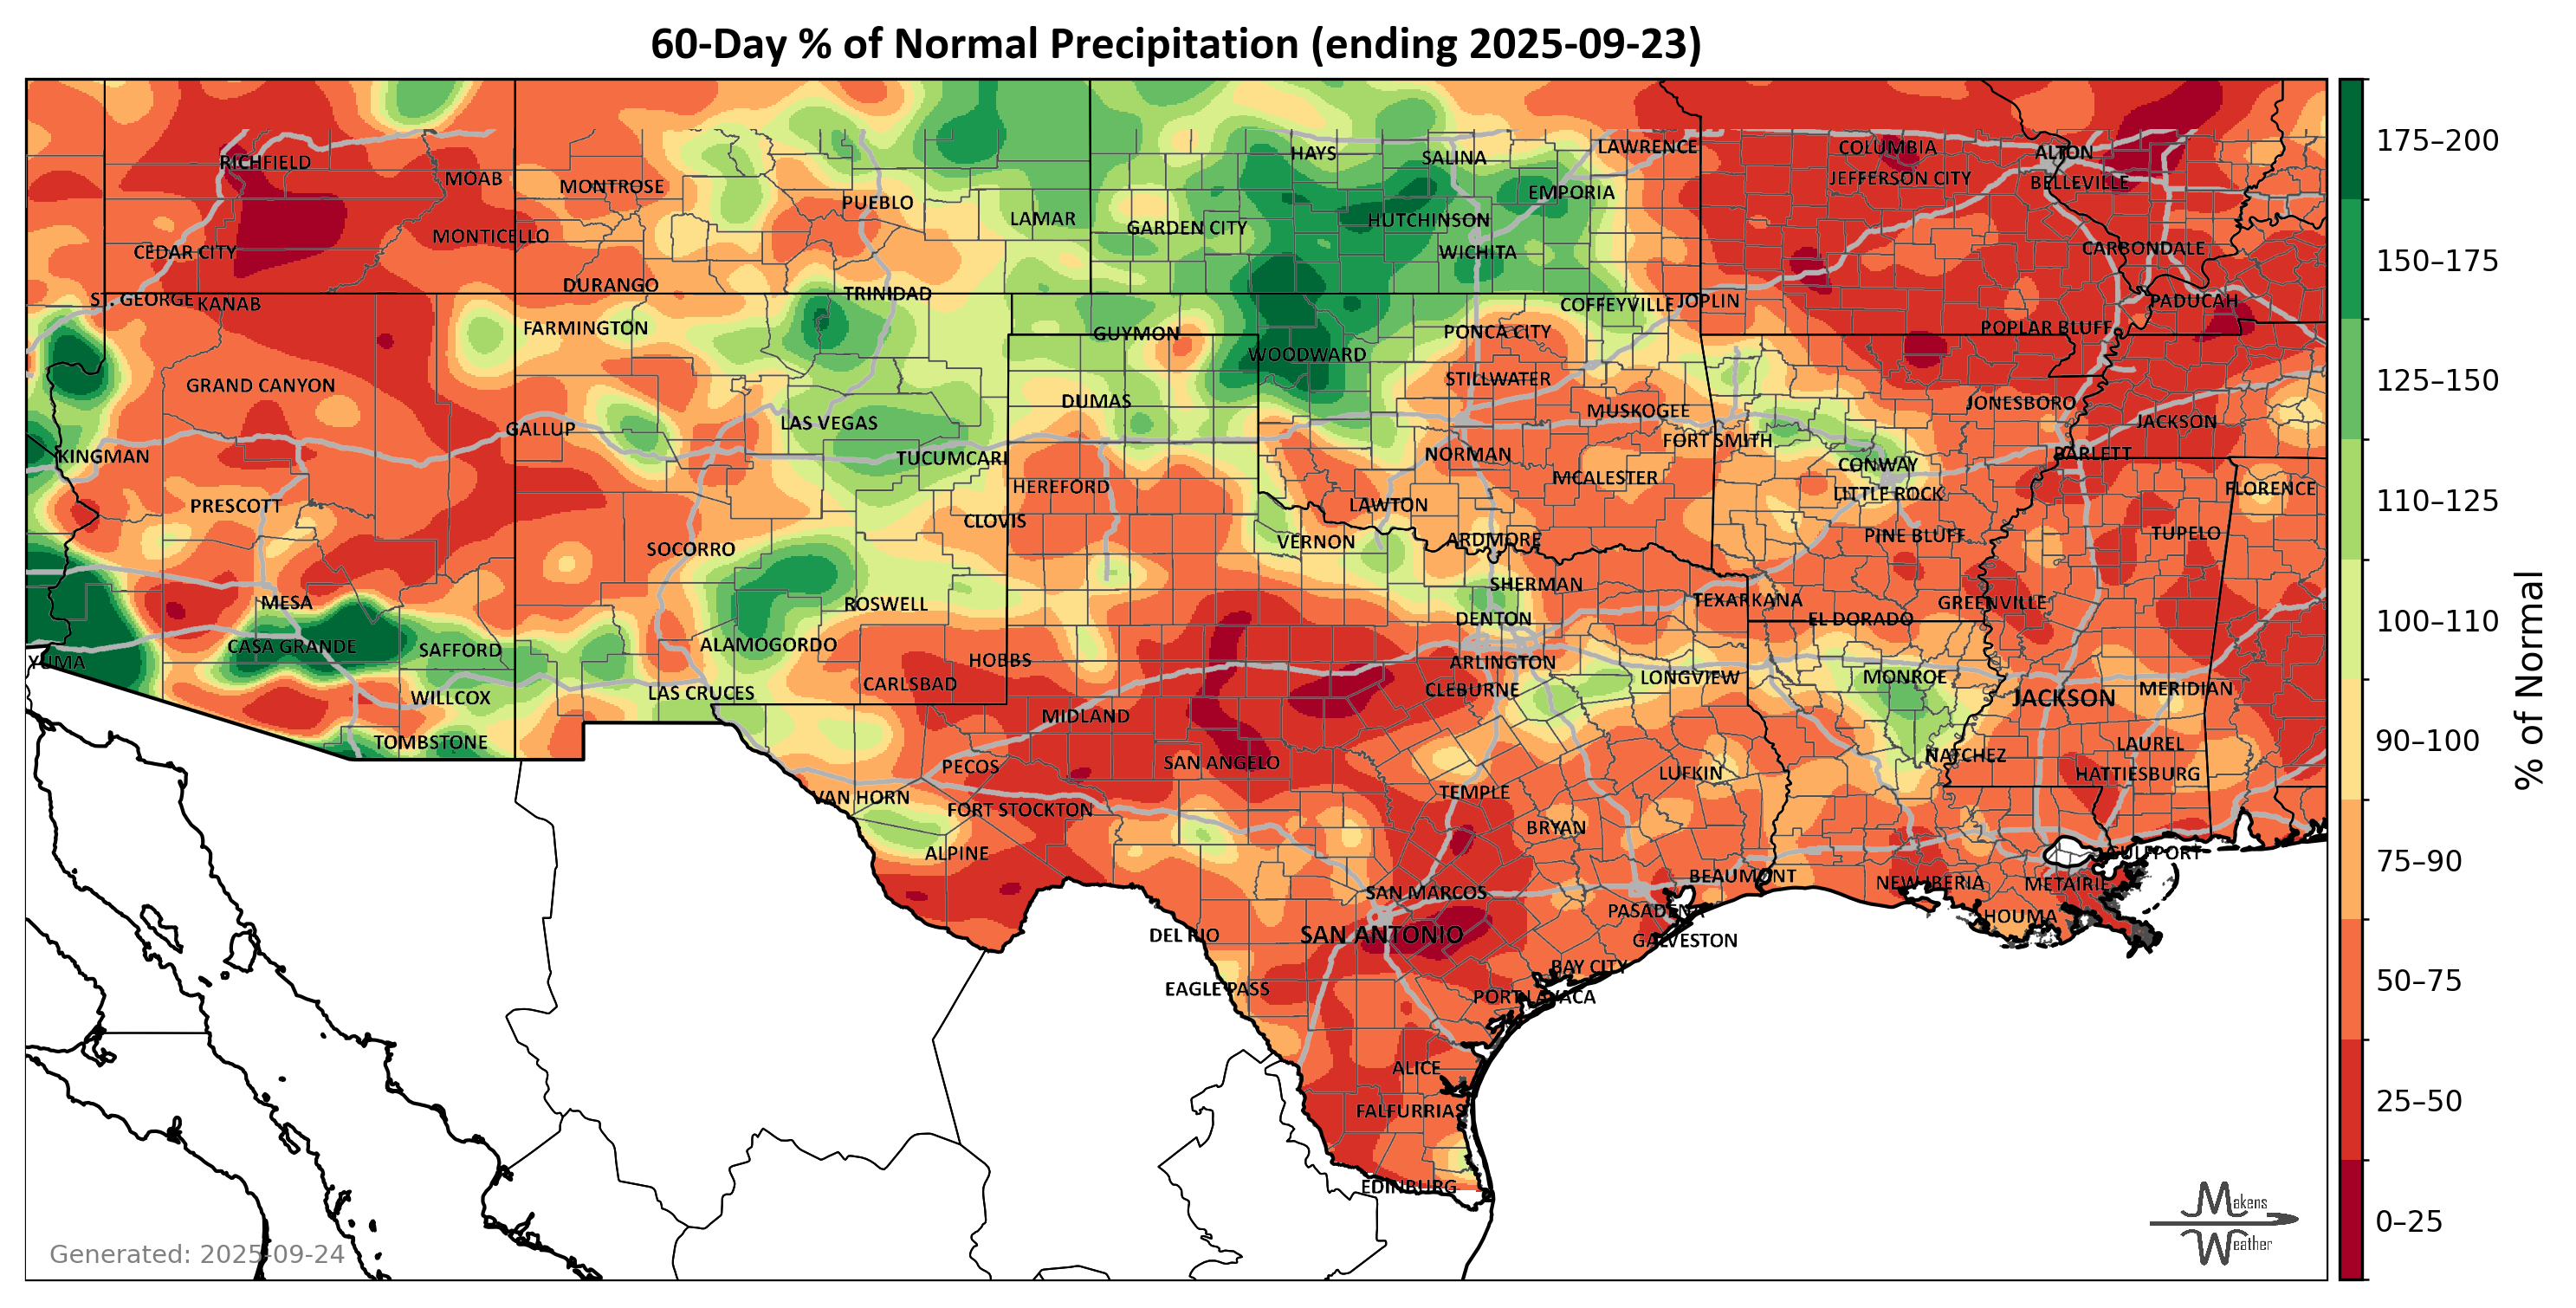 60-Day % of Normal Precipitation (ending 2025-09-23)
RICHFIELD
MOAB
MONTROSE
PUEBLO
LAMAR
HAYS
SALINA
LAWRENCE
COLUMBIA
ALTON
JEFFERSON CITY
BELLEVILLE
EMPORIA
HUTCHINSON
GARDEN CITY
WICHITA
CEDAR CITY
MONTICELLO
CARBONDALE
DURANGO
TRINIDAD
ST. GEORGE
KANAB
COFFEYVILLE
JOPLIN
PADUCAH
FARMINGTON
GUYMON
PONCA CITY
POPLAR BLUFF
WOODWARD
GRAND CANYON
STILLWATER
DUMAS
MUSKOGEE
JONESBORO
JACKSON
GALLUP
LAS VEGAS
FORT SMITH
KINGMAN
TUCUMCARI
NORMAN
CONWAY
BARLETT
HEREFORD
MCALESTER
LITTLE ROCK
FLORENCE
PRESCOTT
CLOVIS
LAWTON
SOCORRO
VERNON
ARDMORE
PINE BLUFF
TUPELO
SHERMAN
MESA
ROSWELL
DENTON
TEXARKANA
EL DORADO
GREENVILLE
CASA GRANDE
SAFFORD
ALAMOGORDO
HOBBS
ARLINGTON
YUMA
WILLCOX
LAS CRUCES
CARLSBAD
CLEBURNE
LONGVIEW
MONROE
JACKSON
MERIDIAN
MIDLAND
TOMBSTONE
PECOS
SAN ANGELO
LUFKIN
NATCHEZ
LAUREL
HATTIESBURG
VAN HORN
FORT STOCKTON
TEMPLE
BRYAN
ALPINE
GULFPORT
SAN MARCOS
BEAUMONT
NEW IBERIA
METAIRIE
DEL RIO
SAN ANTONIO
PASADENA
GALVESTON
HOUMA
EAGLE PASS
BAY CITY
PORT LAVACA
ALICE
FALFURRIAS
EDINBURG
175–200
150–175
125–150
110–125
100–110
90–100
75–90
50–75
25–50
0–25
% of Normal
Generated: 2025-09-24
Makens
Weather